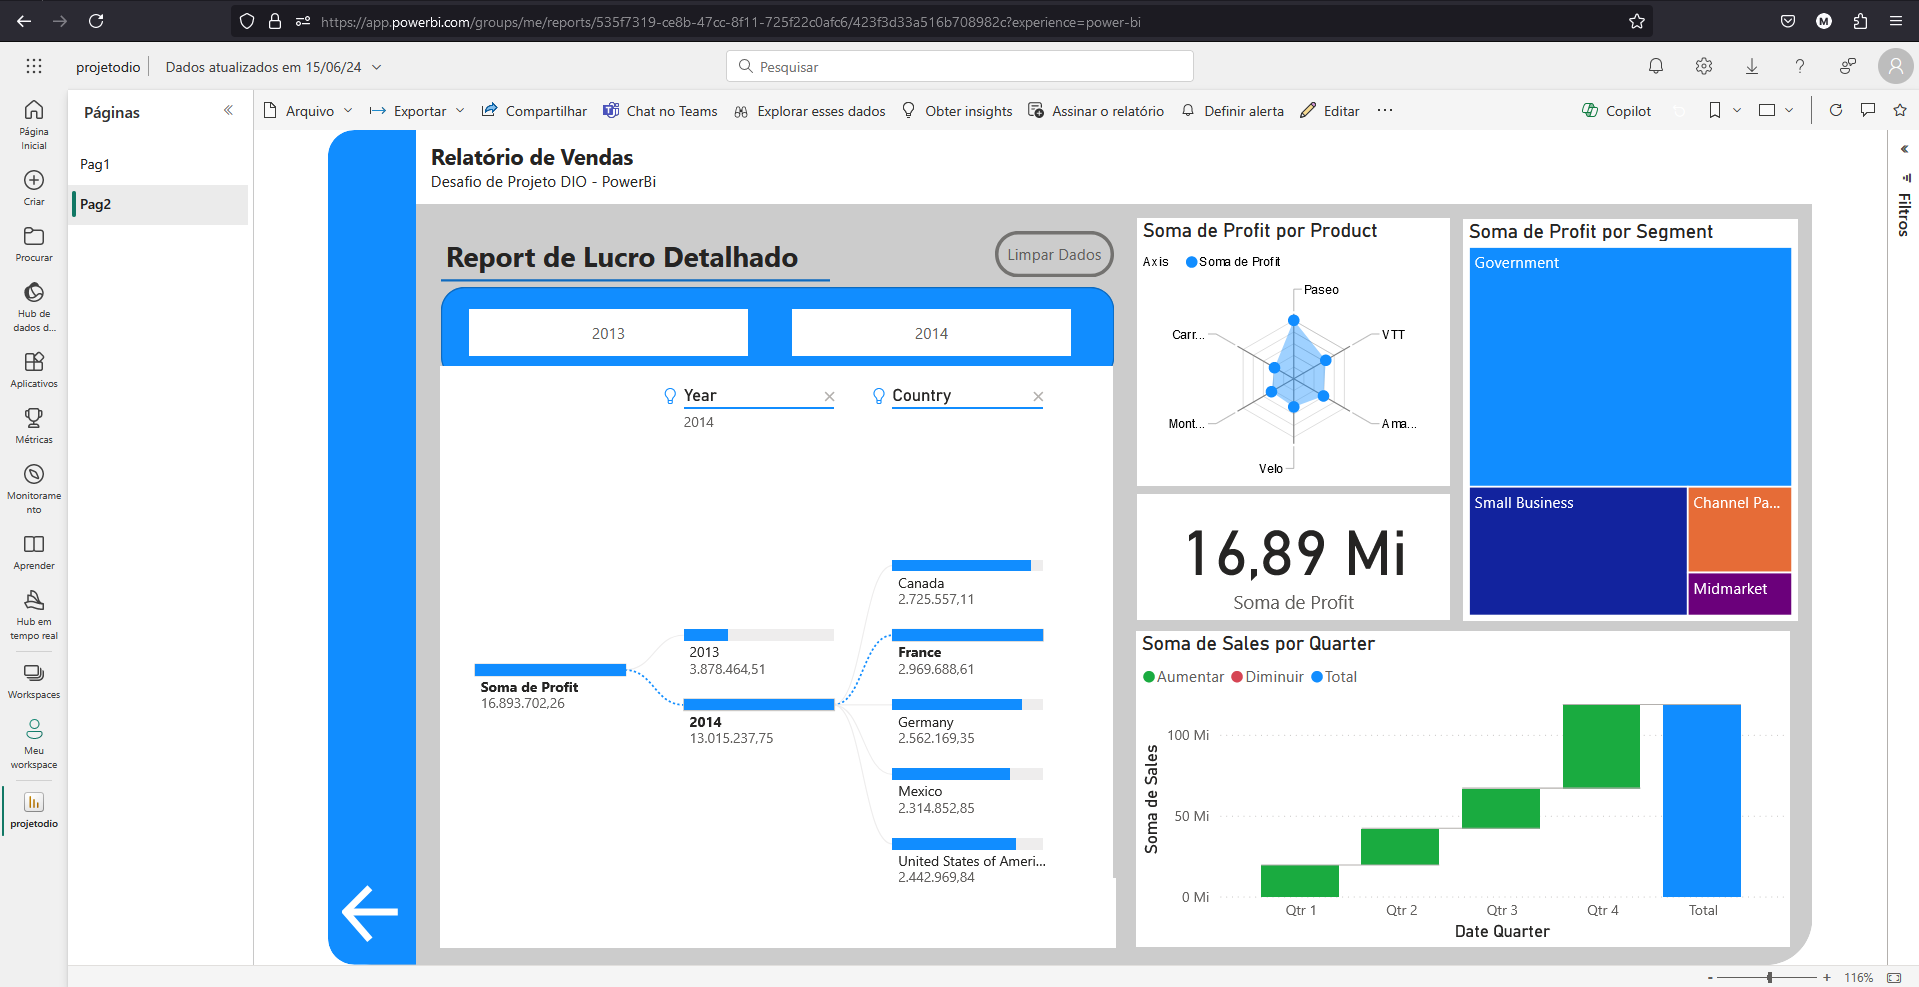 https://app.powerbi.com/groups/me/reports/535f7319-ce8b-47cc-8f11-725f22c0afc6/423f3d33a516b708982c?experience=power-bi
M
projetodio
Dados atualizados em 15/06/24
Pesquisar
Página
Inicial
Criar
Procurar
Hub de
dados d...
Aplicativos
Métricas
Monitorame
nto
Aprender
Hub em
tempo real
Workspaces
Meu
workspace
projetodio
Páginas
Pag1
Pag2
Arquivo
Exportar
Compartilhar
Chat no Teams
Explorar esses dados
Obter insights
Assinar o relatório
Definir alerta
Editar
...
Copilot
Filtros
Relatório de Vendas
Desafio de Projeto DIO - PowerBi
Report de Lucro Detalhado
Limpar Dados
2013
2014
Year
2014
Country
Soma de Profit
16.893.702,26
2013
3.878.464,51
2014
13.015.237,75
Canada
2.725.557,11
France
2.969.688,61
Germany
2.562.169,35
Mexico
2.314.852,85
United States of Ameri...
2.442.969,84
Soma de Profit por Product
Axis
Soma de Profit
Paseo
VTT
Ama...
Velo
Mont...
Carr...
16,89 Mi
Soma de Profit
Soma de Profit por Segment
Government
Small Business
Channel Pa...
Midmarket
Soma de Sales por Quarter
Aumentar
Diminuir
Total
Soma de Sales
100 Mi
50 Mi
0 Mi
Qtr 1
Qtr 2
Qtr 3
Qtr 4
Total
Date Quarter
- + 116%